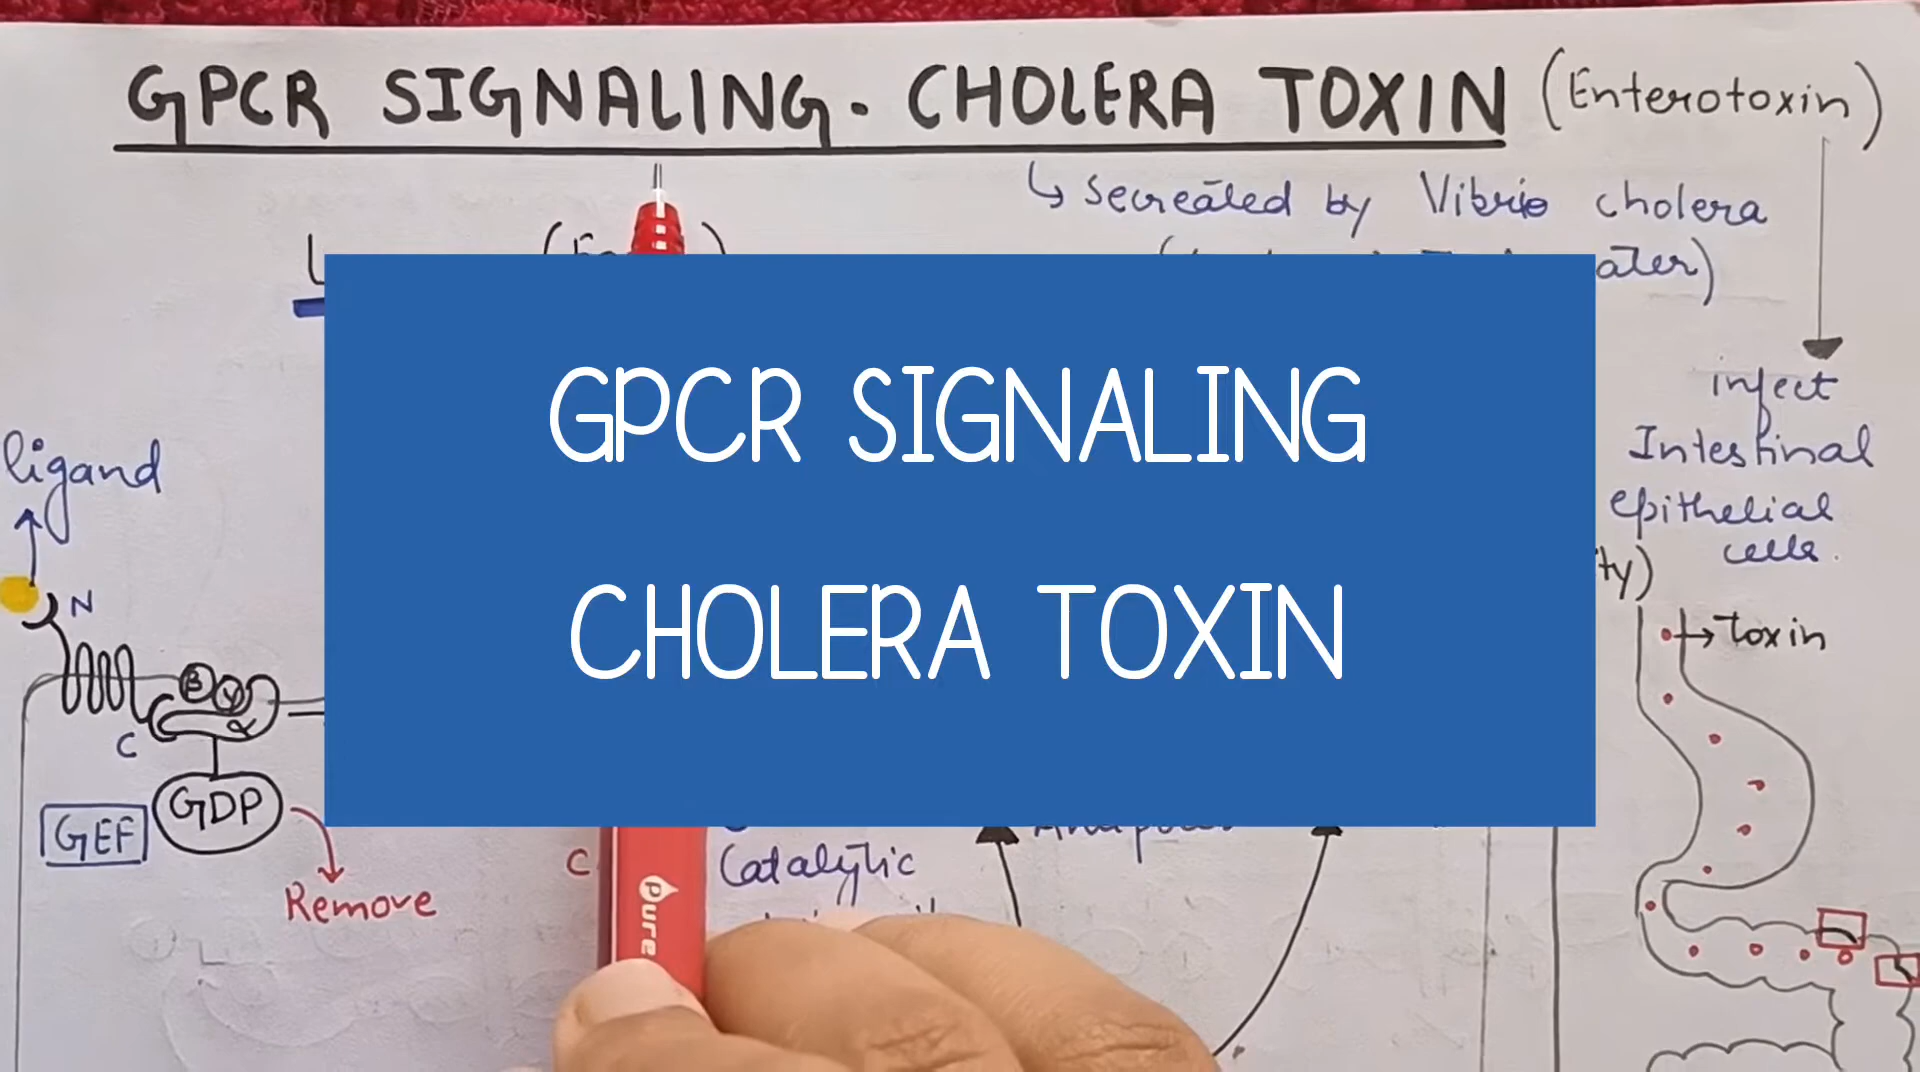 GPCR SIGNALING. CHOLERA TOXIN (Enterotoxin)
↳ Secreated by Vibrio cholera
ater)
GPCR SIGNALING
CHOLERA TOXIN
infect
Intestinal
epithelial
cells.
ty)
toxin
ligand
N
B γ
α
C
GDP
GEF
Remove
C
Catalytic
Pure